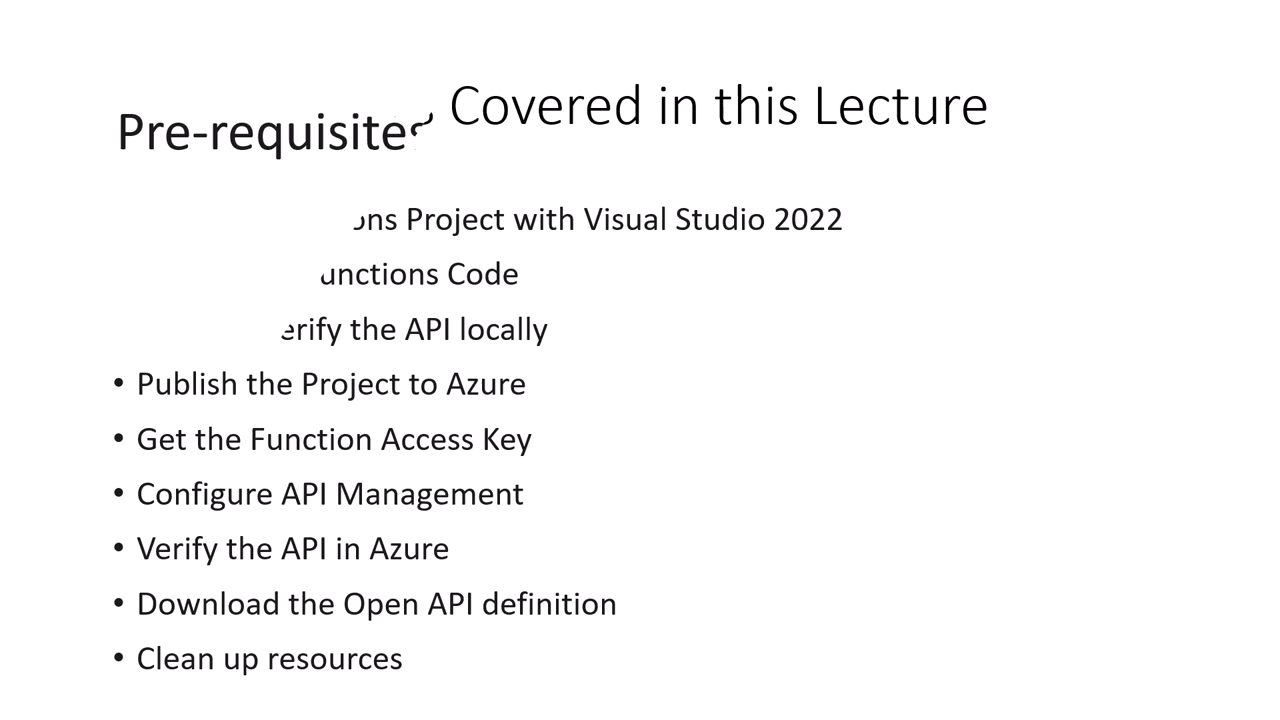 Pre-requisites Covered in this Lecture
Project with Visual Studio 2022
Code
the API locally
• Publish the Project to Azure
• Get the Function Access Key
• Configure API Management
• Verify the API in Azure
• Download the Open API definition
• Clean up resources